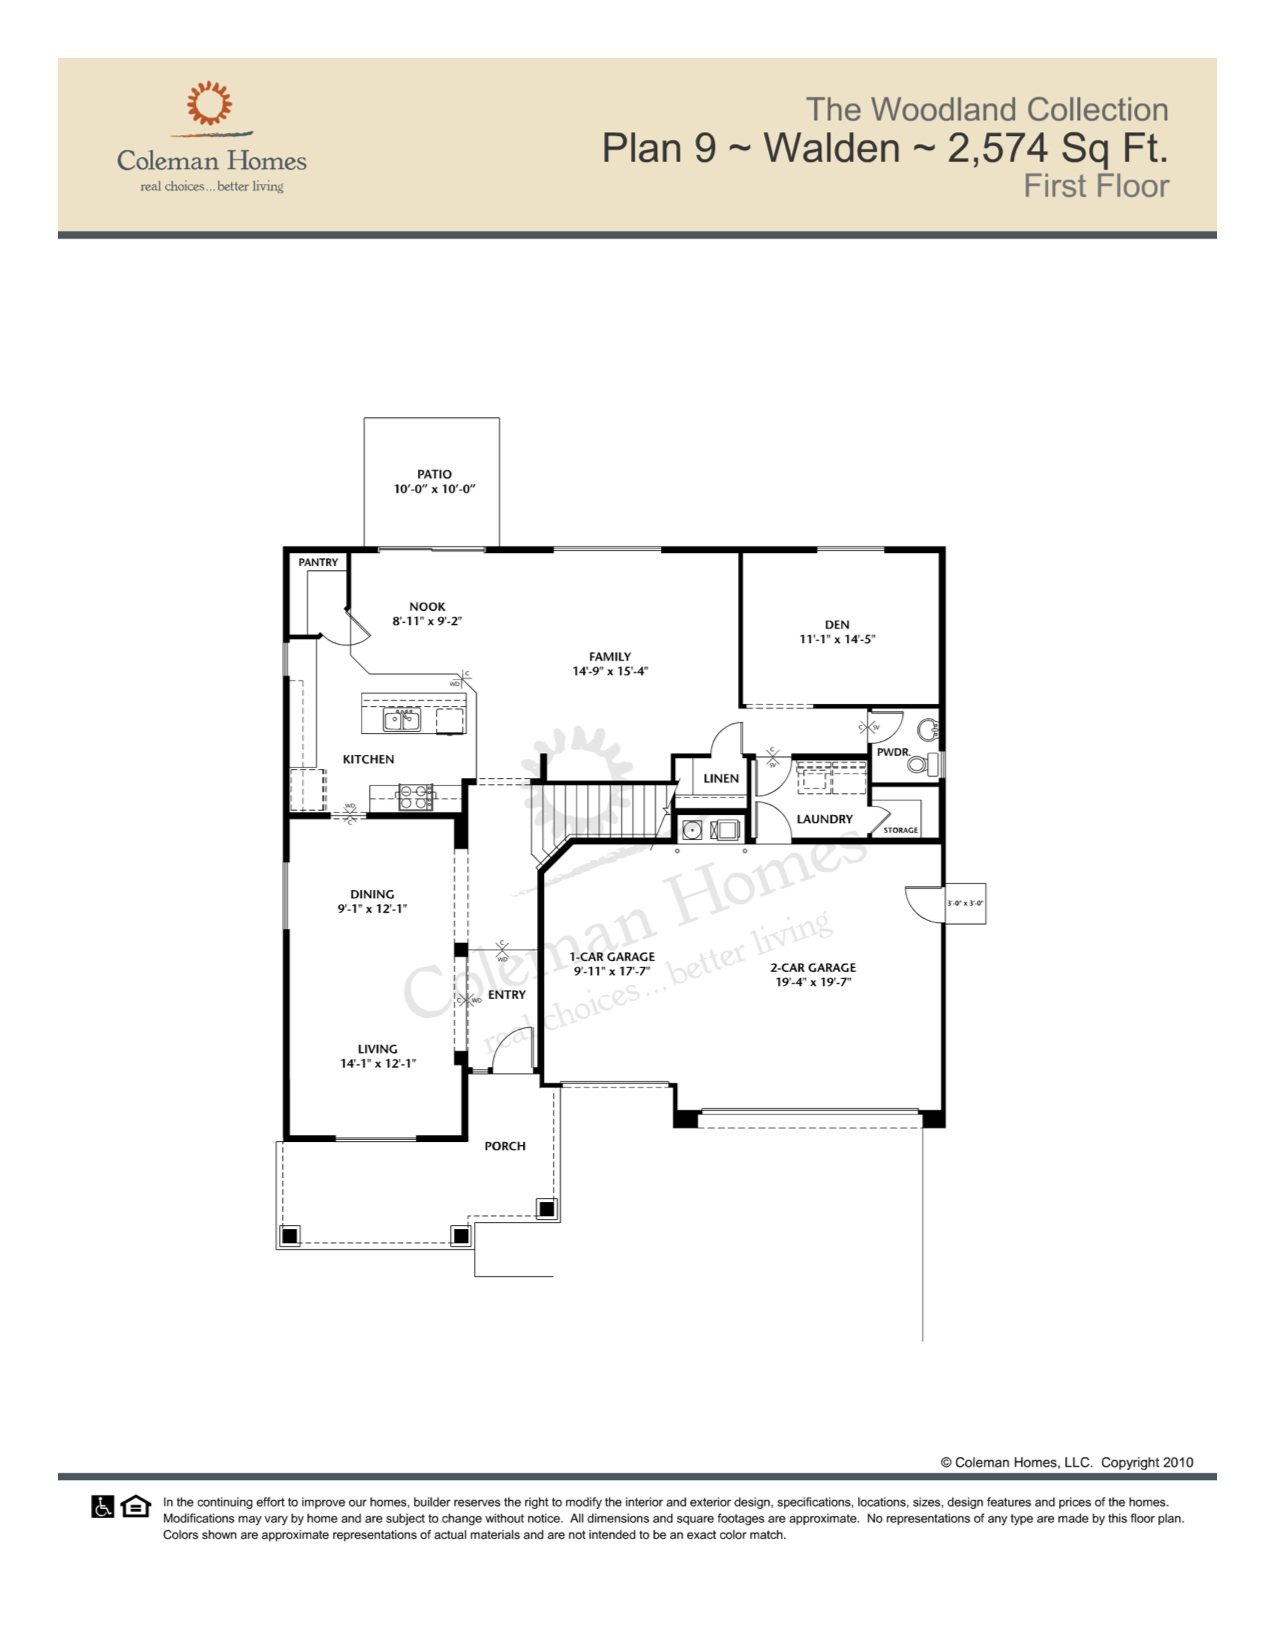 Coleman Homes
real choices...better living
The Woodland Collection
Plan 9 ~ Walden ~ 2,574 Sq Ft.
First Floor
PATIO
10'-0" x 10'-0"
PANTRY
NOOK
8'-11" x 9'-2"
DEN
11'-1" x 14'-5"
FAMILY
14'-9" x 15'-4"
C
WD
C SV
PWDR.
KITCHEN
C
SV
LINEN
WD
C
LAUNDRY
STORAGE
DINING
9'-1" x 12'-1"
3'-0" x 3'-0"
C
WD
1-CAR GARAGE
9'-11" x 17'-7"
2-CAR GARAGE
19'-4" x 19'-7"
C WD
ENTRY
LIVING
14'-1" x 12'-1"
PORCH
Coleman Homes
real choices...better living
© Coleman Homes, LLC. Copyright 2010
In the continuing effort to improve our homes, builder reserves the right to modify the interior and exterior design, specifications, locations, sizes, design features and prices of the homes.
Modifications may vary by home and are subject to change without notice. All dimensions and square footages are approximate. No representations of any type are made by this floor plan.
Colors shown are approximate representations of actual materials and are not intended to be an exact color match.